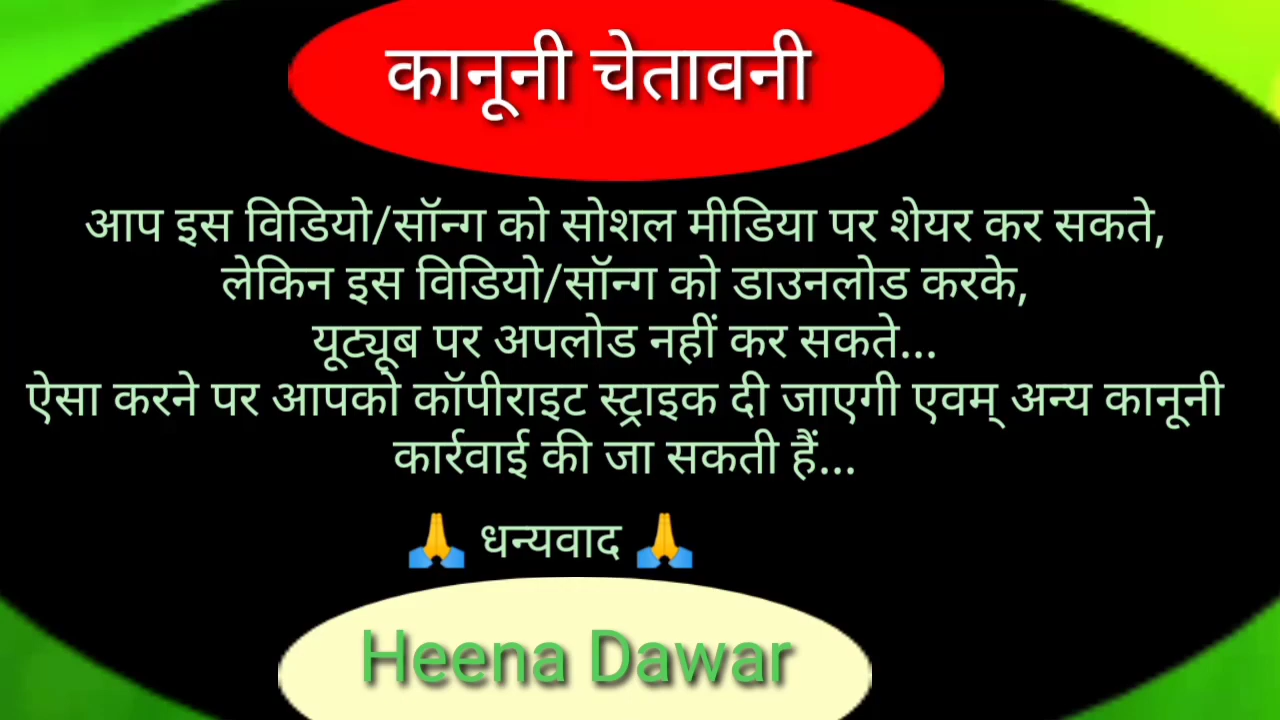 कानूनी चेतावनी
आप इस विडियो/सॉन्ग को सोशल मीडिया पर शेयर कर सकते,
लेकिन इस विडियो/सॉन्ग को डाउनलोड करके,
यूट्यूब पर अपलोड नहीं कर सकते...
ऐसा करने पर आपको कॉपीराइट स्ट्राइक दी जाएगी एवम् अन्य कानूनी
कार्रवाई की जा सकती हैं...
🙏 धन्यवाद 🙏
Heena Dawar